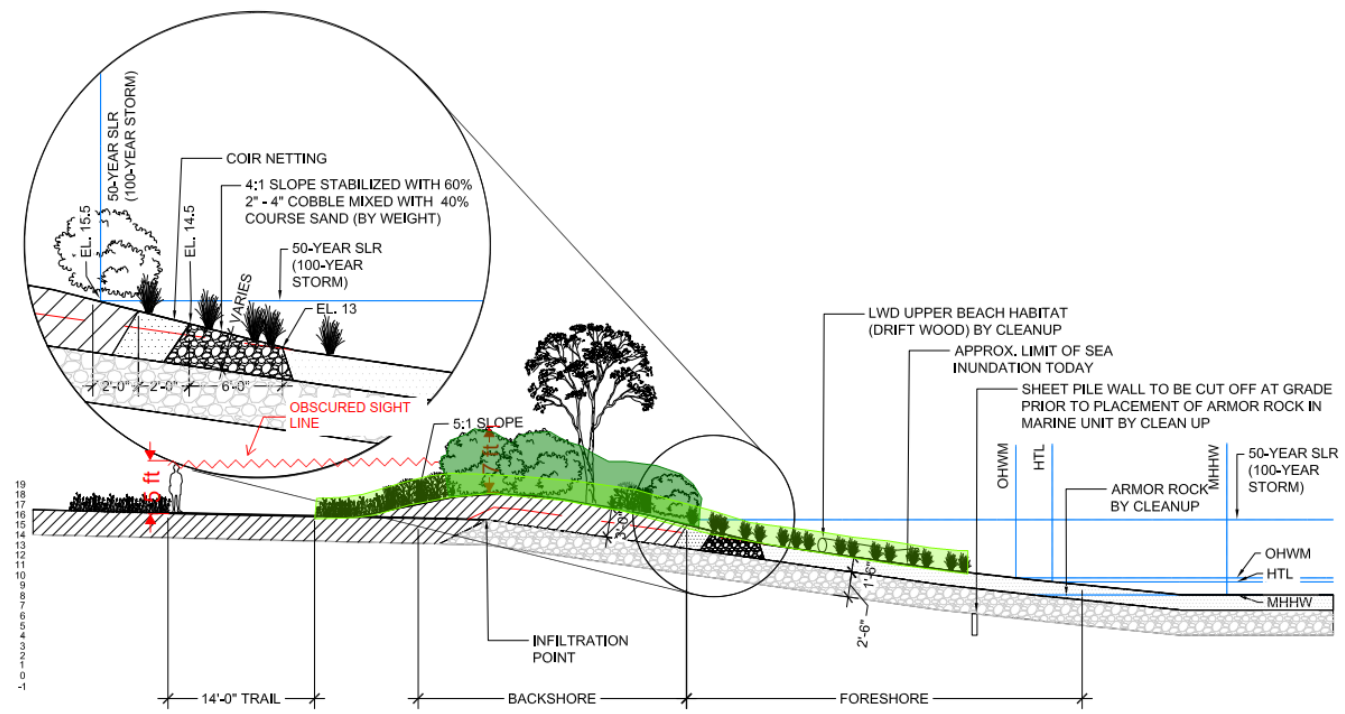 50-YEAR SLR
(100-YEAR STORM)
COIR NETTING
4:1 SLOPE STABILIZED WITH 60%
2" - 4" COBBLE MIXED WITH 40%
COURSE SAND (BY WEIGHT)
EL. 15.5
EL. 14.5
50-YEAR SLR
(100-YEAR
STORM)
VARIES
EL. 13
2'-0"
2'-0"
6'-0"
OBSCURED SIGHT
LINE
5:1 SLOPE
LWD UPPER BEACH HABITAT
(DRIFT WOOD) BY CLEANUP
APPROX. LIMIT OF SEA
INUNDATION TODAY
SHEET PILE WALL TO BE CUT OFF AT GRADE
PRIOR TO PLACEMENT OF ARMOR ROCK IN
MARINE UNIT BY CLEAN UP
OHWM
HTL
MHHW
50-YEAR SLR
(100-YEAR
STORM)
ARMOR ROCK
BY CLEANUP
5 ft
7 ft
3'-0"
1'-6"
2'-6"
OHWM
HTL
MHHW
19
18
17
16
15
14
13
12
11
10
9
8
7
6
5
4
3
2
1
0
-1
INFILTRATION
POINT
14'-0" TRAIL
BACKSHORE
FORESHORE